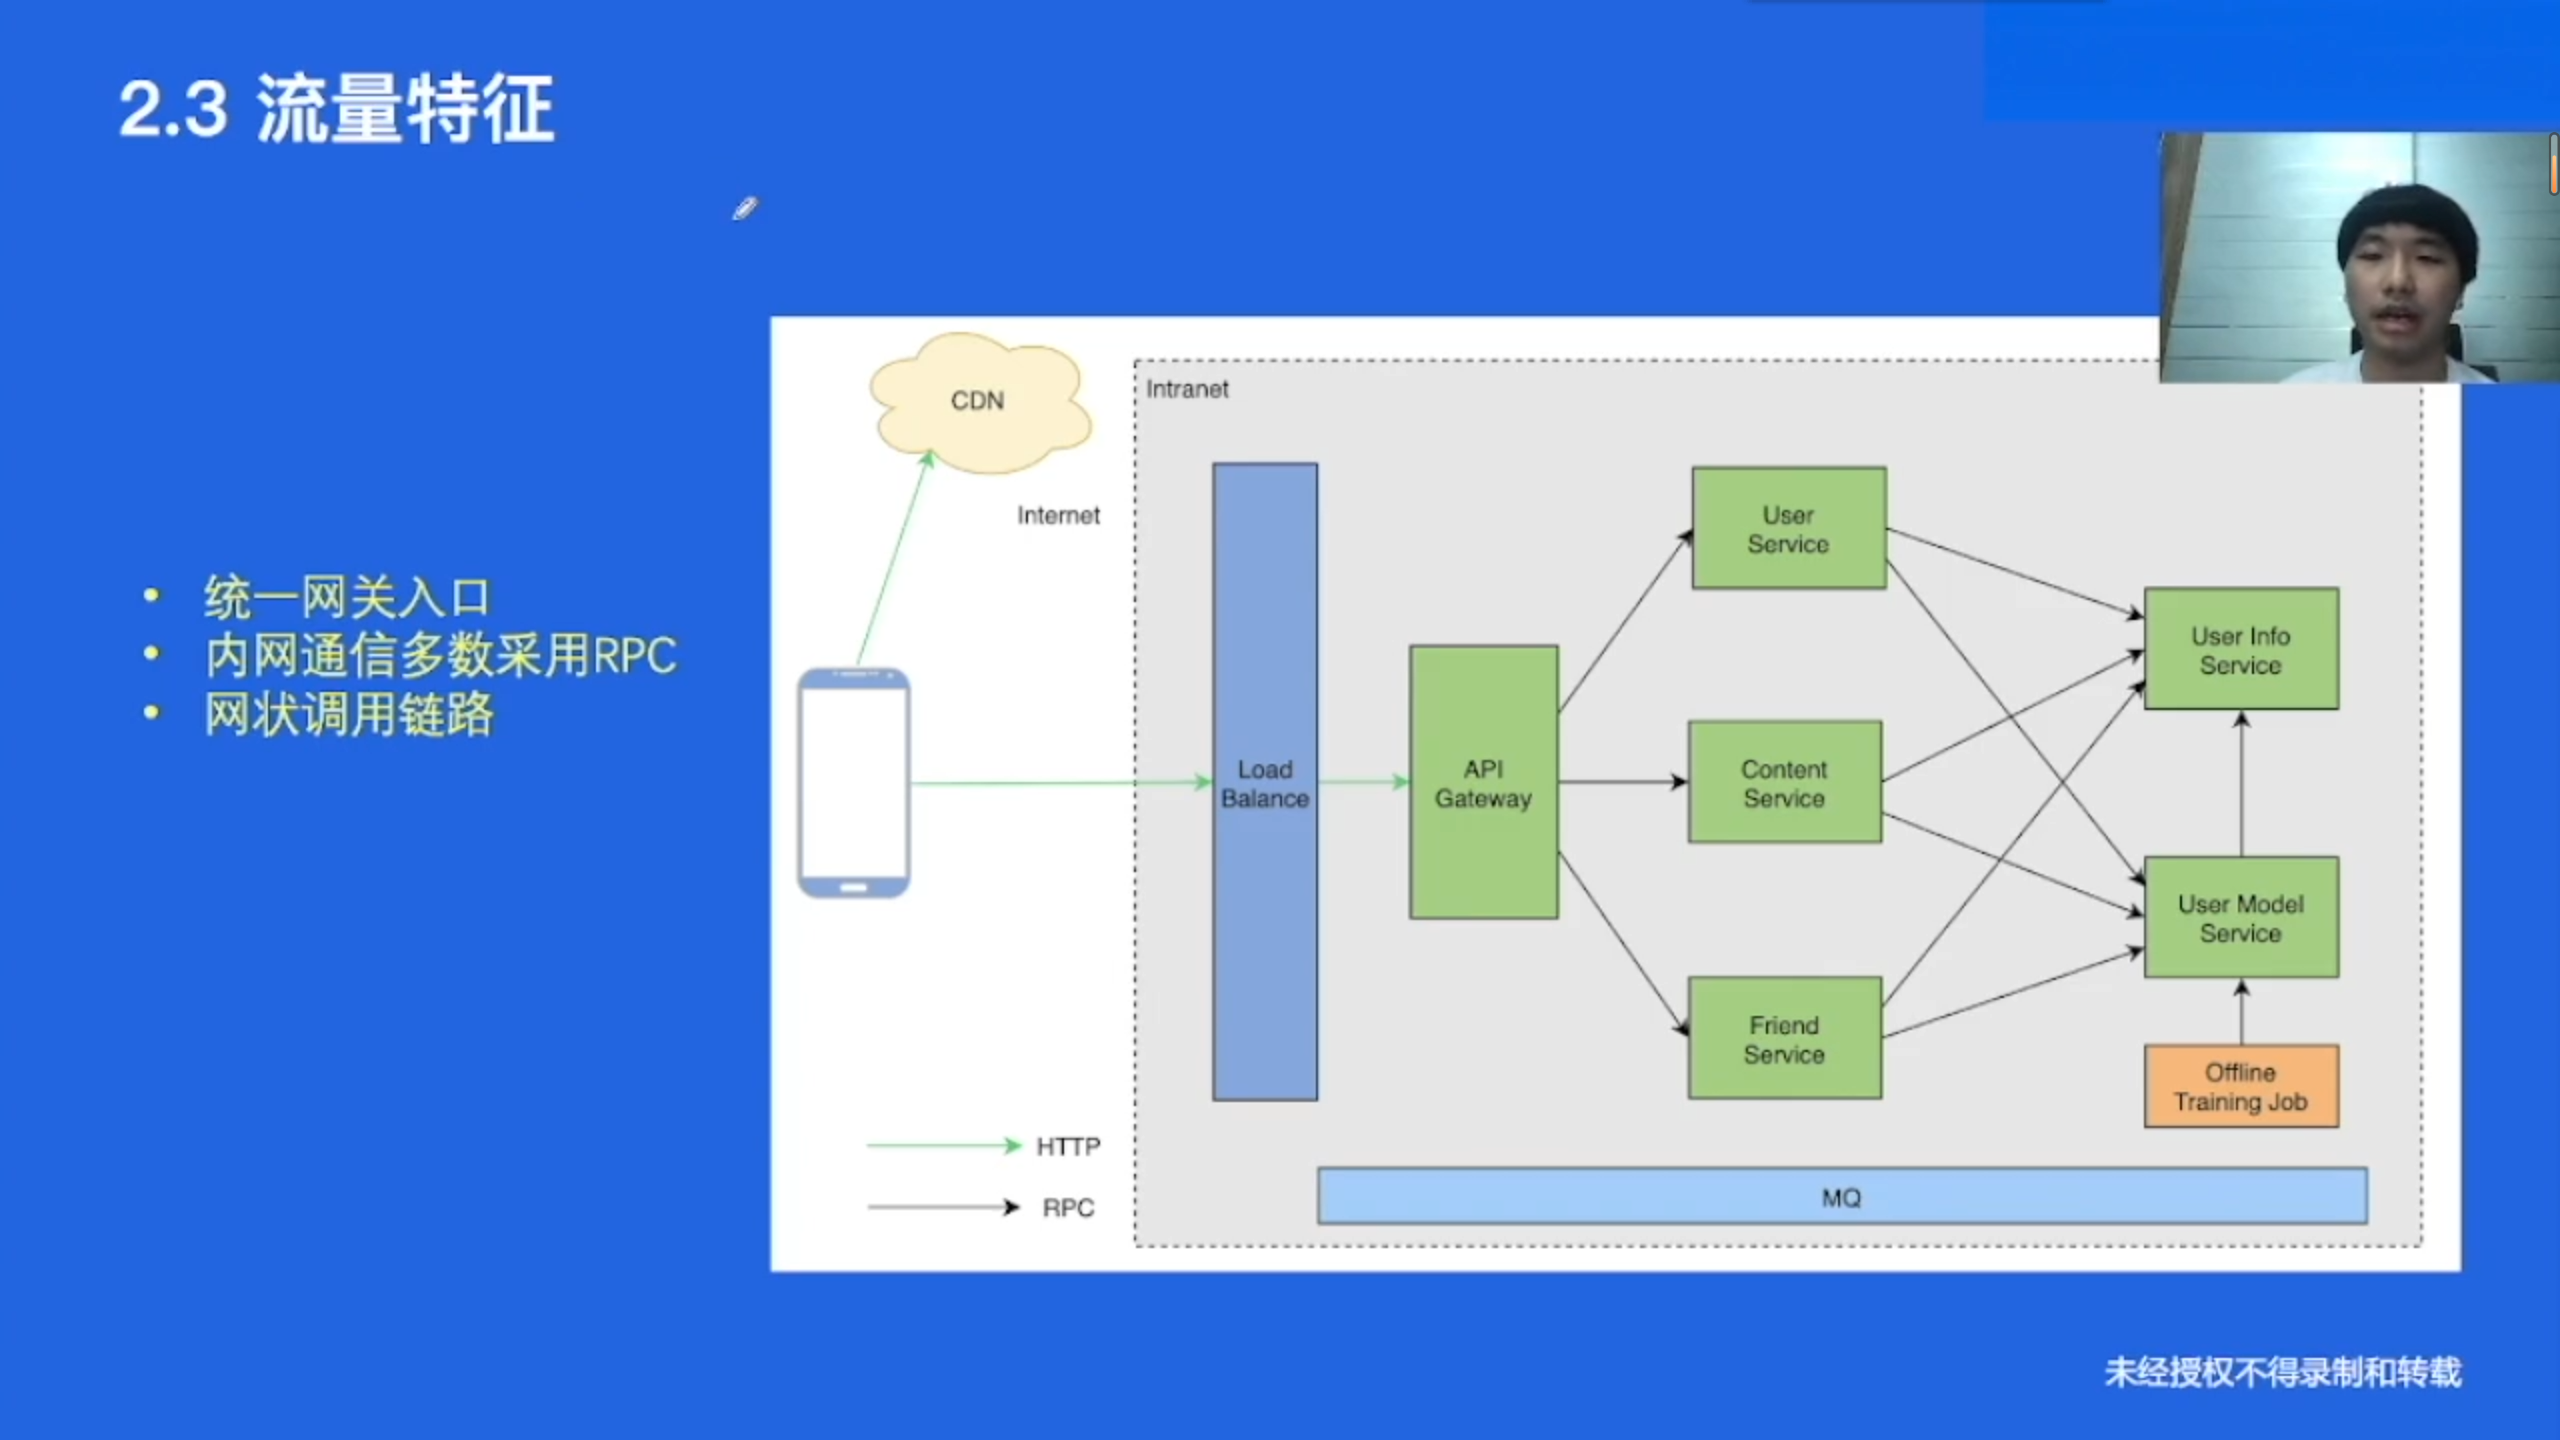 2.3 流量特征
• 统一网关入口
• 内网通信多数采用RPC
• 网状调用链路
CDN
Internet
Intranet
Load
Balance
API
Gateway
User
Service
Content
Service
Friend
Service
User Info
Service
User Model
Service
Offline
Training Job
MQ
HTTP
RPC
未经授权不得录制和转载